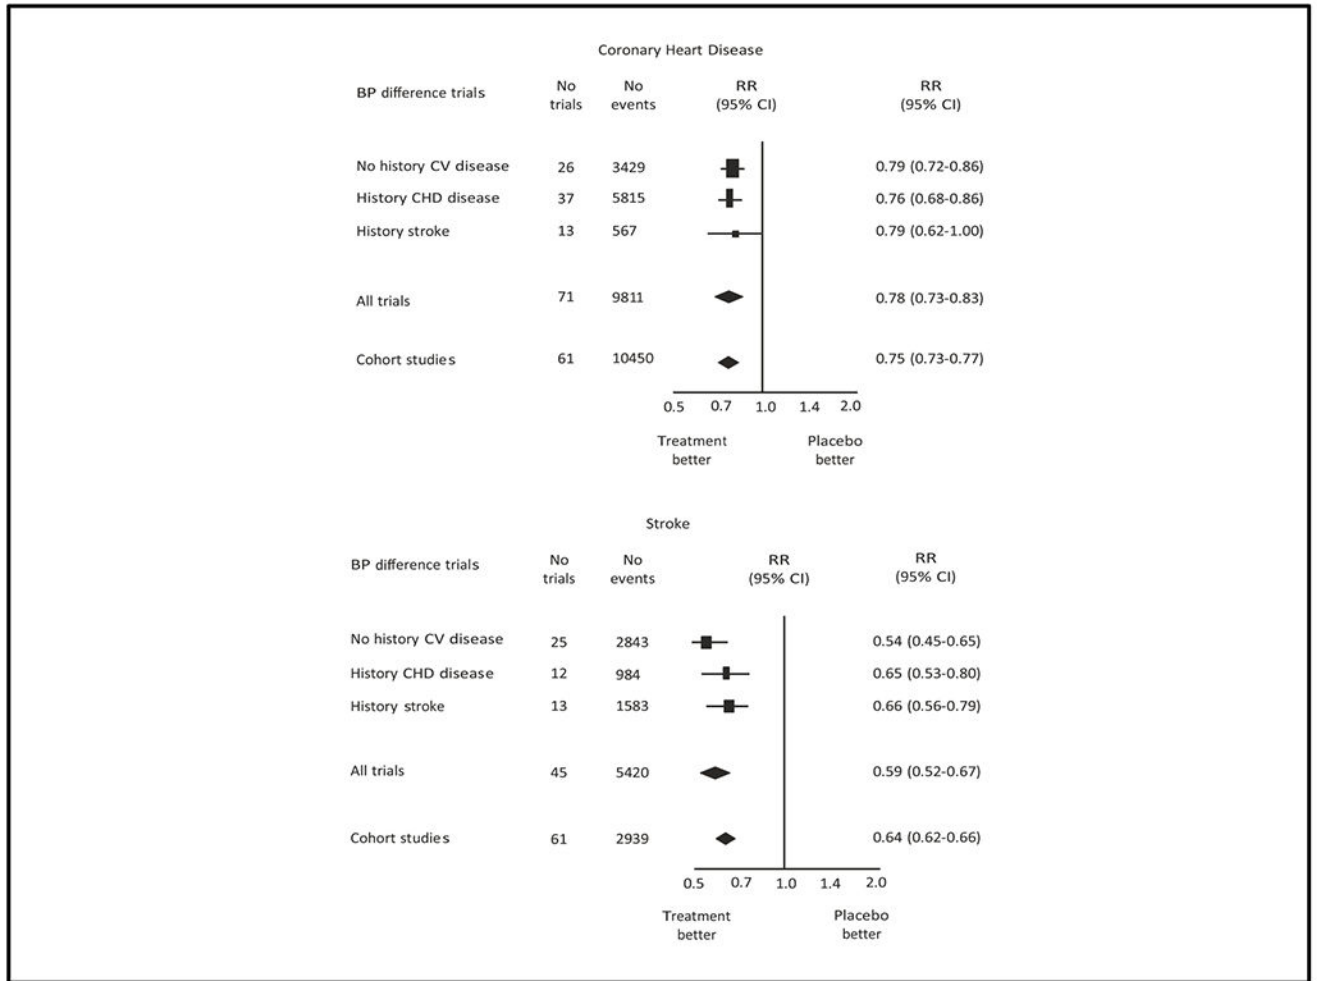 Coronary Heart Disease
BP difference trials No trials No events RR (95% CI) RR (95% CI)
No history CV disease 26 3429 0.79 (0.72-0.86)
History CHD disease 37 5815 0.76 (0.68-0.86)
History stroke 13 567 0.79 (0.62-1.00)
All trials 71 9811 0.78 (0.73-0.83)
Cohort studies 61 10450 0.75 (0.73-0.77)
0.5 0.7 1.0 1.4 2.0
Treatment better Placebo better
Stroke
BP difference trials No trials No events RR (95% CI) RR (95% CI)
No history CV disease 25 2843 0.54 (0.45-0.65)
History CHD disease 12 984 0.65 (0.53-0.80)
History stroke 13 1583 0.66 (0.56-0.79)
All trials 45 5420 0.59 (0.52-0.67)
Cohort studies 61 2939 0.64 (0.62-0.66)
0.5 0.7 1.0 1.4 2.0
Treatment better Placebo better